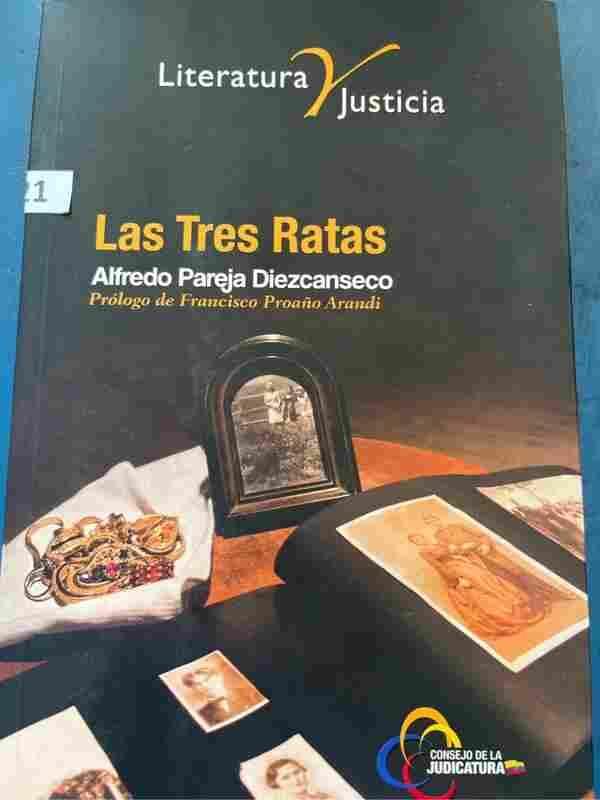 Literatura
Y
Justicia
21
Las Tres Ratas
Alfredo Pareja Diezcanseco
Prólogo de Francisco Proaño Arandi
CONSEJO DE LA
JUDICATURA